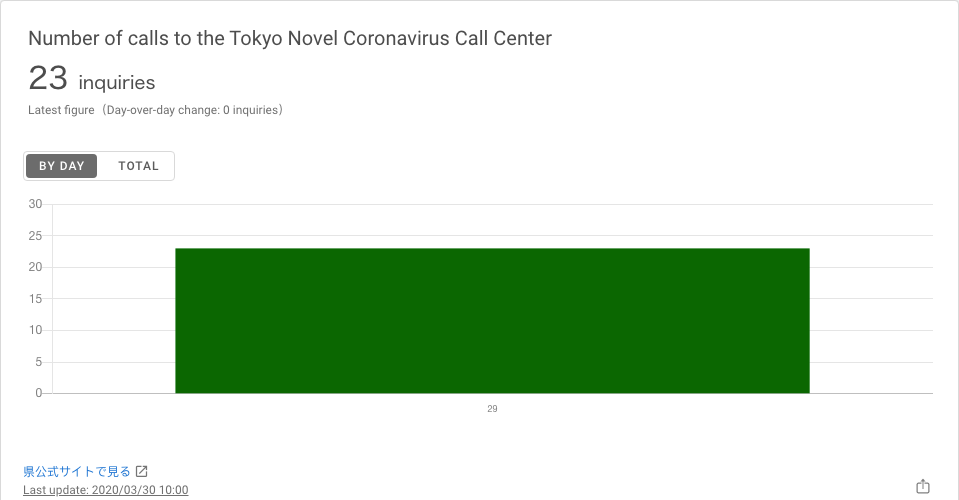 Number of calls to the Tokyo Novel Coronavirus Call Center
23 inquiries
Latest figure（Day-over-day change: 0 inquiries）
BY DAY TOTAL
30
25
20
15
10
5
0
29
県公式サイトで見る
Last update: 2020/03/30 10:00